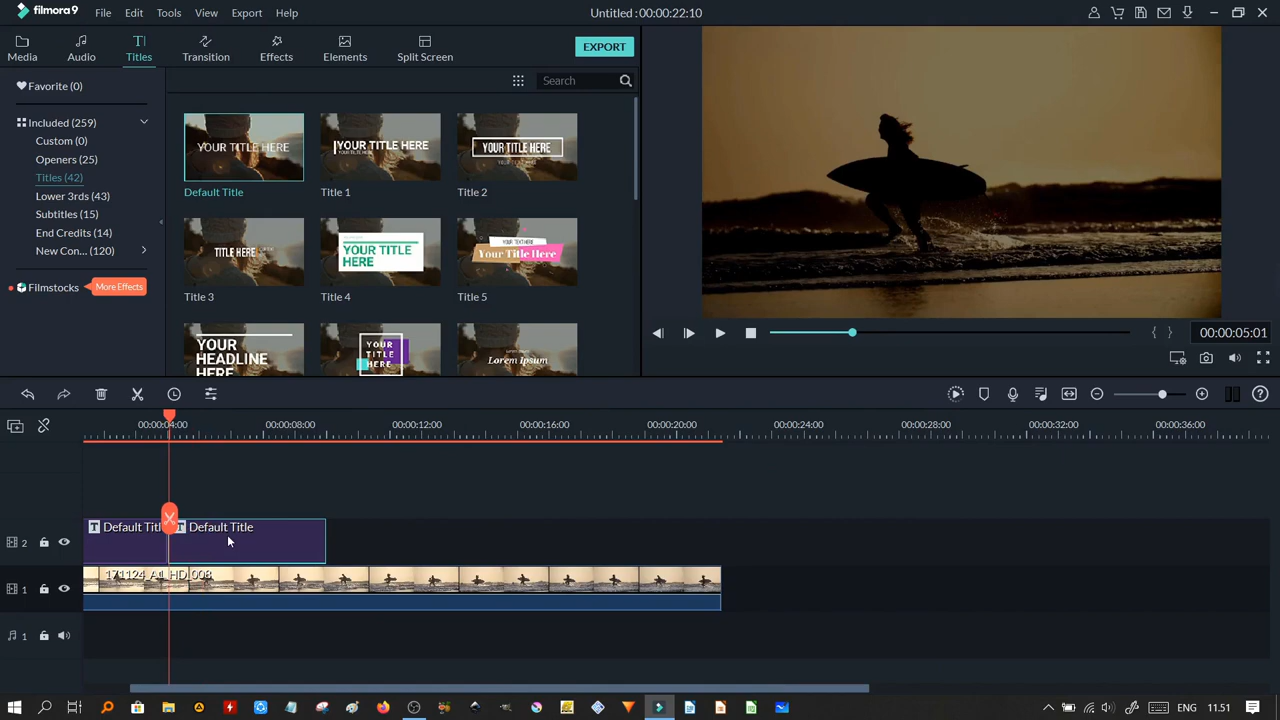 filmora9 File Edit Tools View Export Help Untitled : 00:00:22:10
Media Audio Titles Transition Effects Elements Split Screen EXPORT
Favorite (0)
Included (259)
Custom (0)
Openers (25)
Titles (42)
Lower 3rds (43)
Subtitles (15)
End Credits (14)
New Con... (120)
Filmstocks More Effects
Search
YOUR TITLE HERE
Default Title
YOUR TITLE HERE
Title 1
YOUR TITLE HERE
Title 2
TITLE HERE
Title 3
YOUR TITLE
HERE
Title 4
YOUR TEXT HERE
Your Title Here
Title 5
YOUR
HEADLINE
HERE
YOUR
TITLE
HERE
Lorem Ipsum
00:00:05:01
00:00:04:00 00:00:08:00 00:00:12:00 00:00:16:00 00:00:20:00 00:00:24:00 00:00:28:00 00:00:32:00 00:00:36:00
2 T Default Titl T Default Title
1 171124_A1_HD_008
1
ENG 11.51